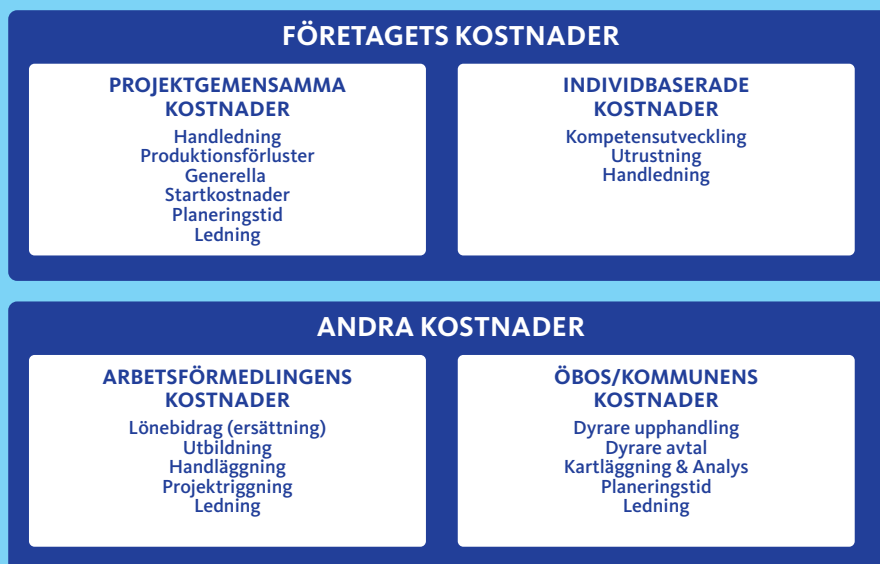 FÖRETAGETS KOSTNADER
PROJEKTGEMENSAMMA
KOSTNADER
Handledning
Produktionsförluster
Generella
Startkostnader
Planeringstid
Ledning
INDIVIDBASERADE
KOSTNADER
Kompetensutveckling
Utrustning
Handledning
ANDRA KOSTNADER
ARBETSFÖRMEDLINGENS
KOSTNADER
Lönebidrag (ersättning)
Utbildning
Handläggning
Projektriggning
Ledning
ÖBOS/KOMMUNENS
KOSTNADER
Dyrare upphandling
Dyrare avtal
Kartläggning & Analys
Planeringstid
Ledning